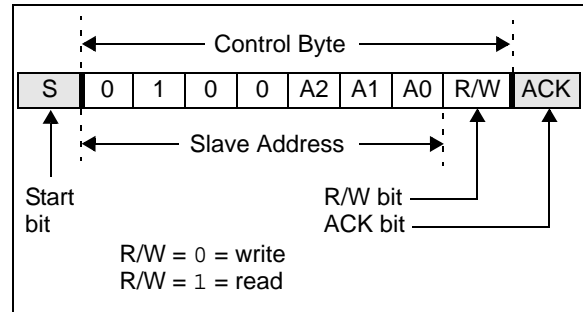 Control Byte
S 0 1 0 0 A2 A1 A0 R/W ACK
Slave Address
Start
bit
R/W bit
ACK bit
R/W = 0 = write
R/W = 1 = read